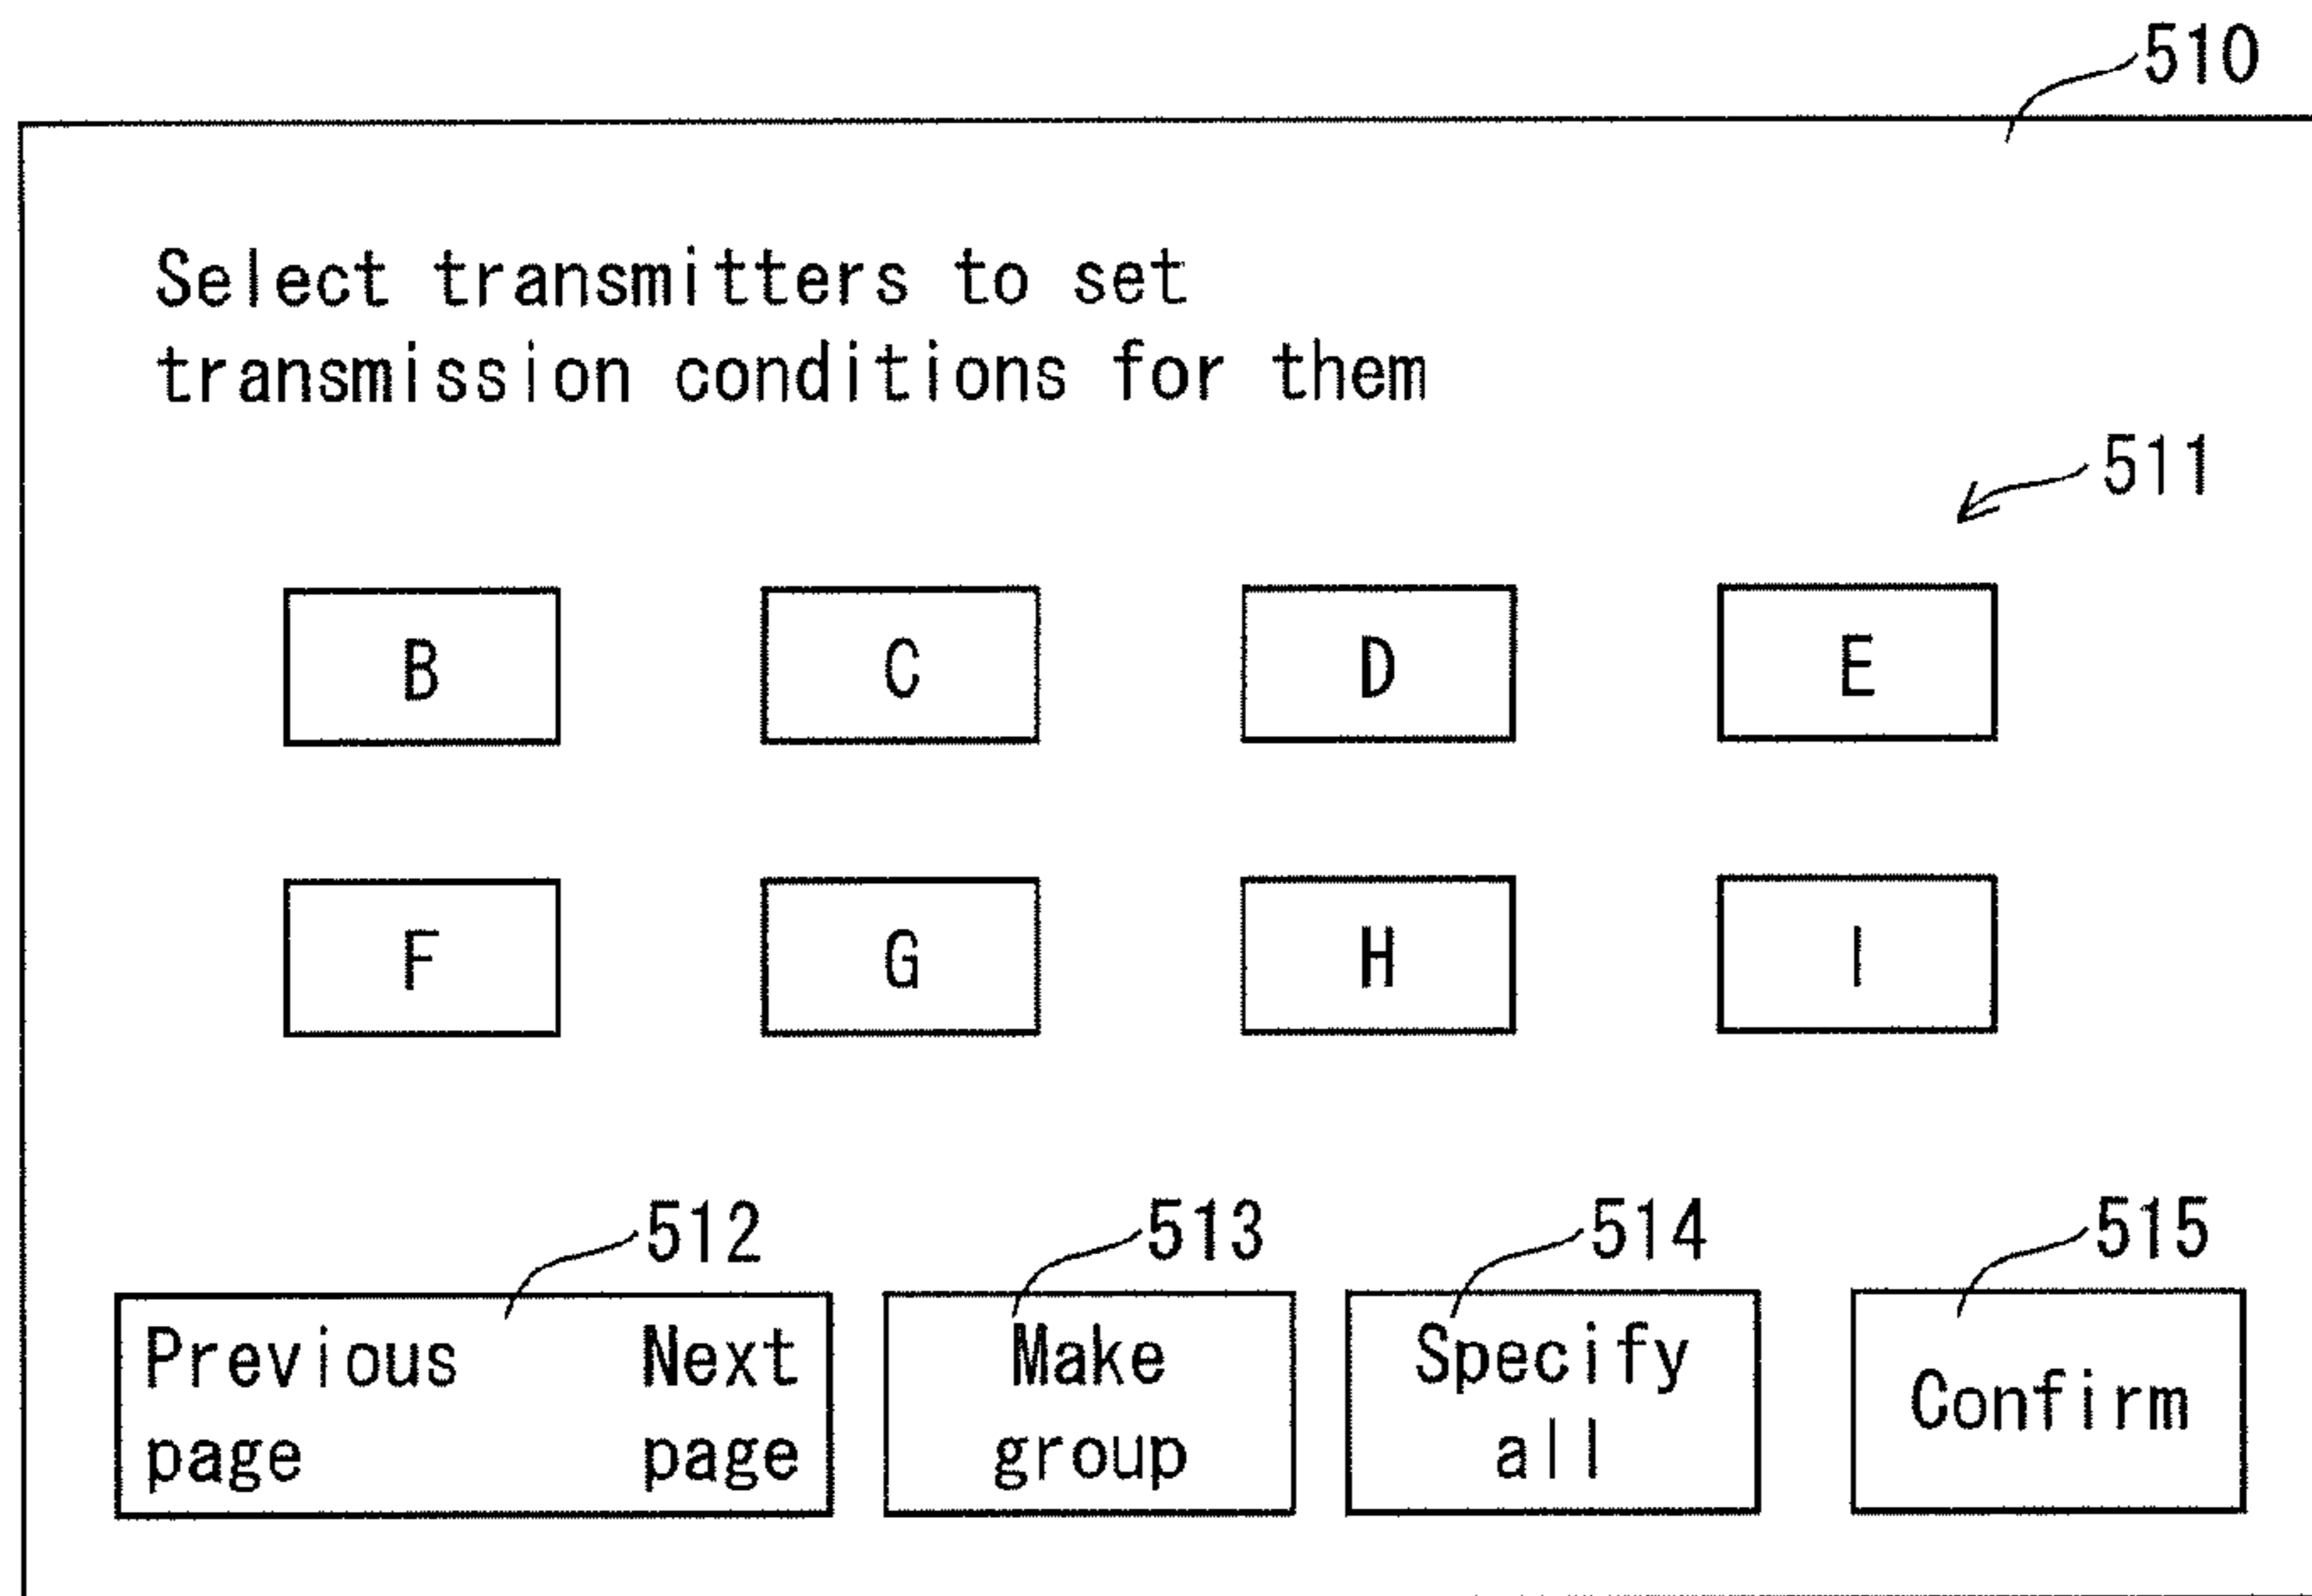 510
Select transmitters to set
transmission conditions for them
511
B C D E
F G H I
512 513 514 515
Previous page
Next page
Make group
Specify all
Confirm